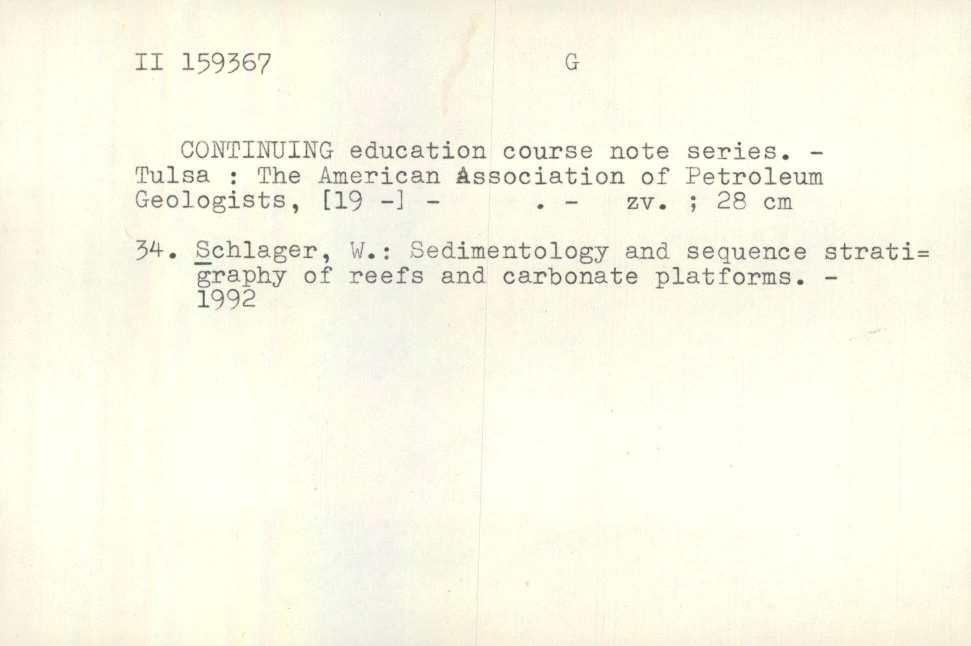 II 159367 G
CONTINUING education course note series. -
Tulsa : The American Association of Petroleum
Geologists, [19 -] - . - zv. ; 28 cm
34. Schlager, W.: Sedimentology and sequence strati=
graphy of reefs and carbonate platforms. -
1992